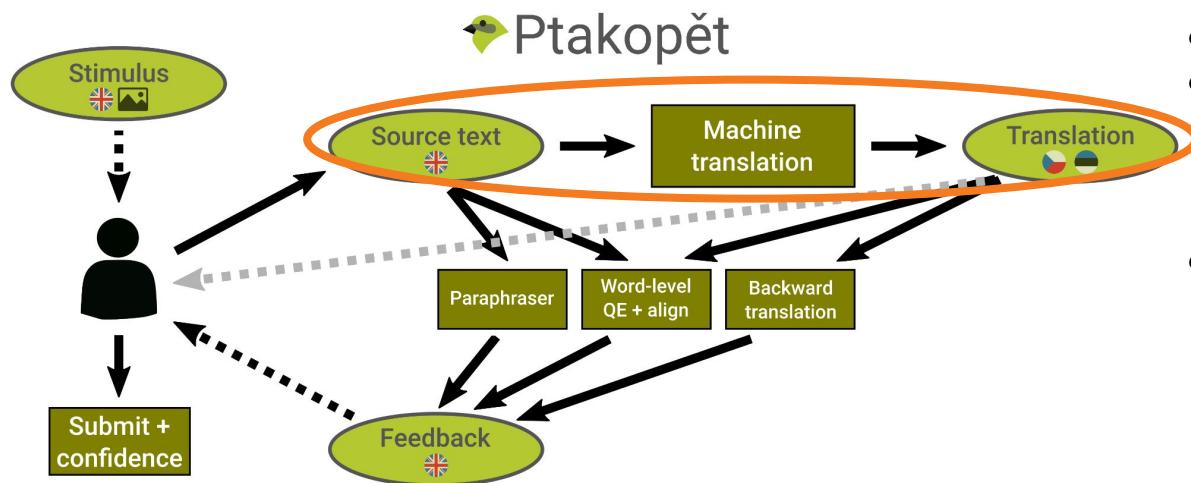 Ptakopět
Stimulus
Source text
Machine
translation
Translation
Paraphraser
Word-level
QE + align
Backward
translation
Submit +
confidence
Feedback